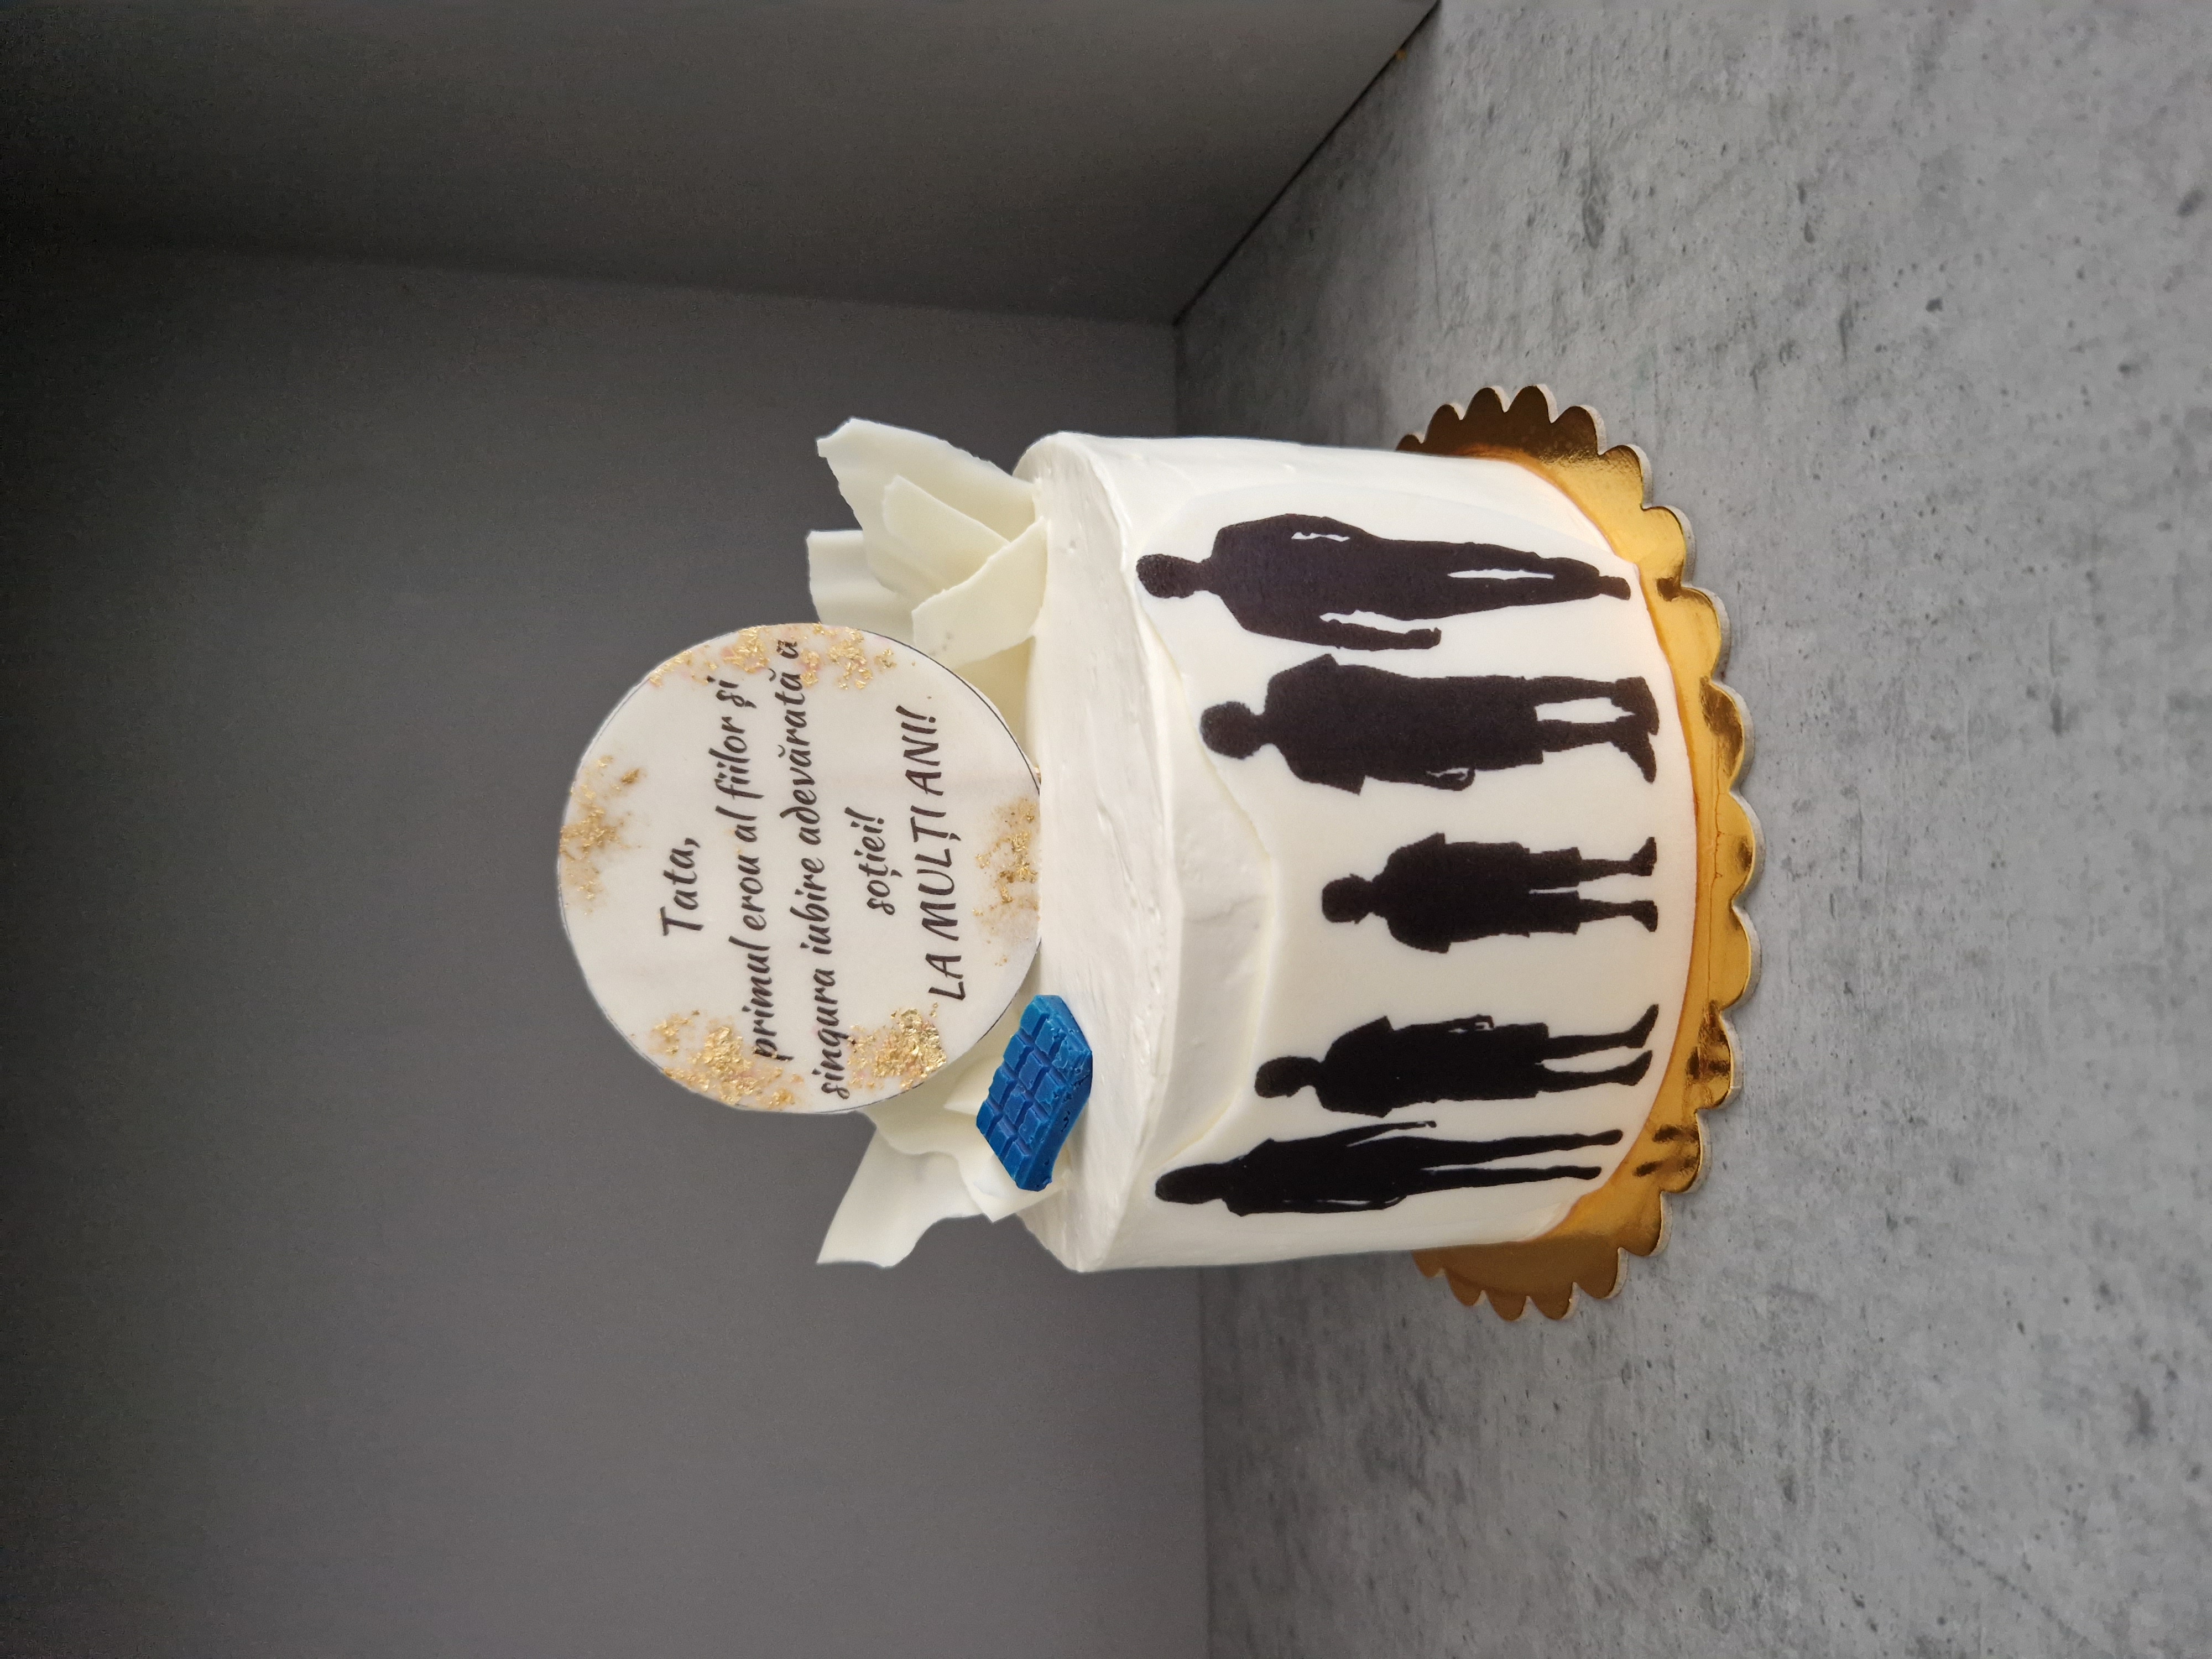 Tata,
primul erou al fiilor și
singura iubire adevărată a
soției!
LA MULȚI ANI!